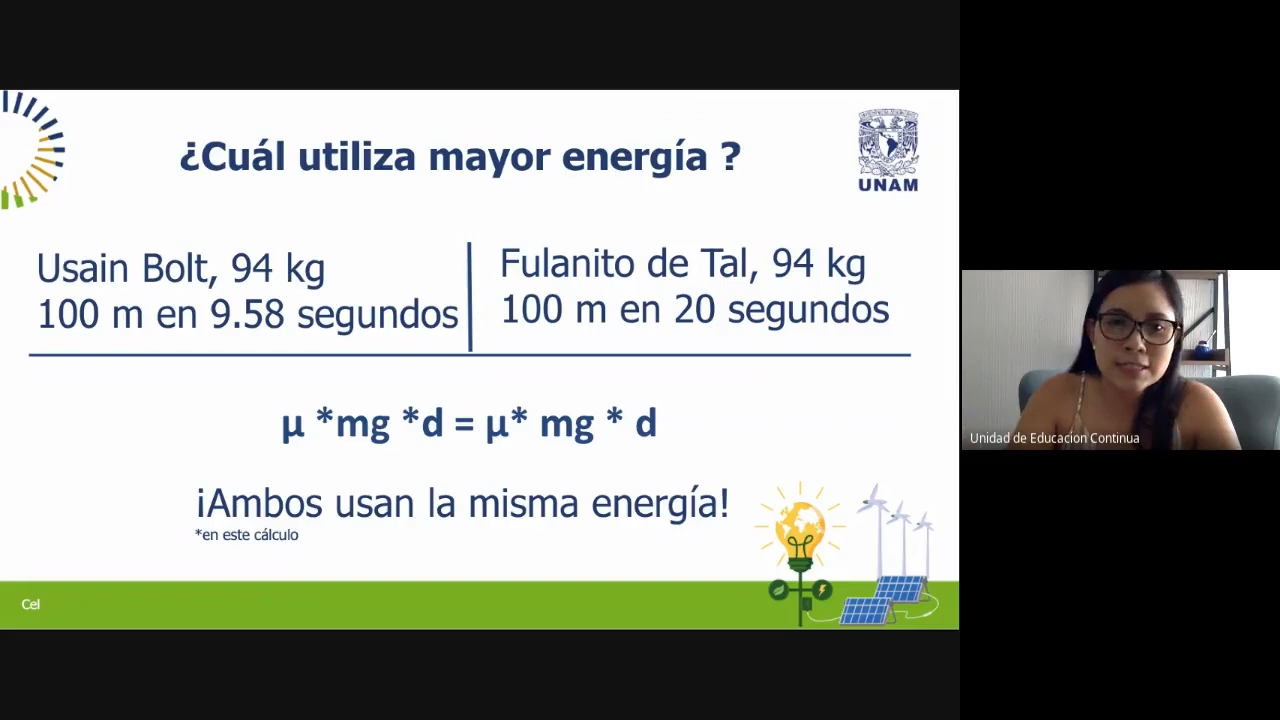 ¿Cuál utiliza mayor energía ?
UNAM
Usain Bolt, 94 kg
100 m en 9.58 segundos
Fulanito de Tal, 94 kg
100 m en 20 segundos
µ *mg *d = µ* mg * d
¡Ambos usan la misma energía!
*en este cálculo
Cel
Unidad de Educacion Continua